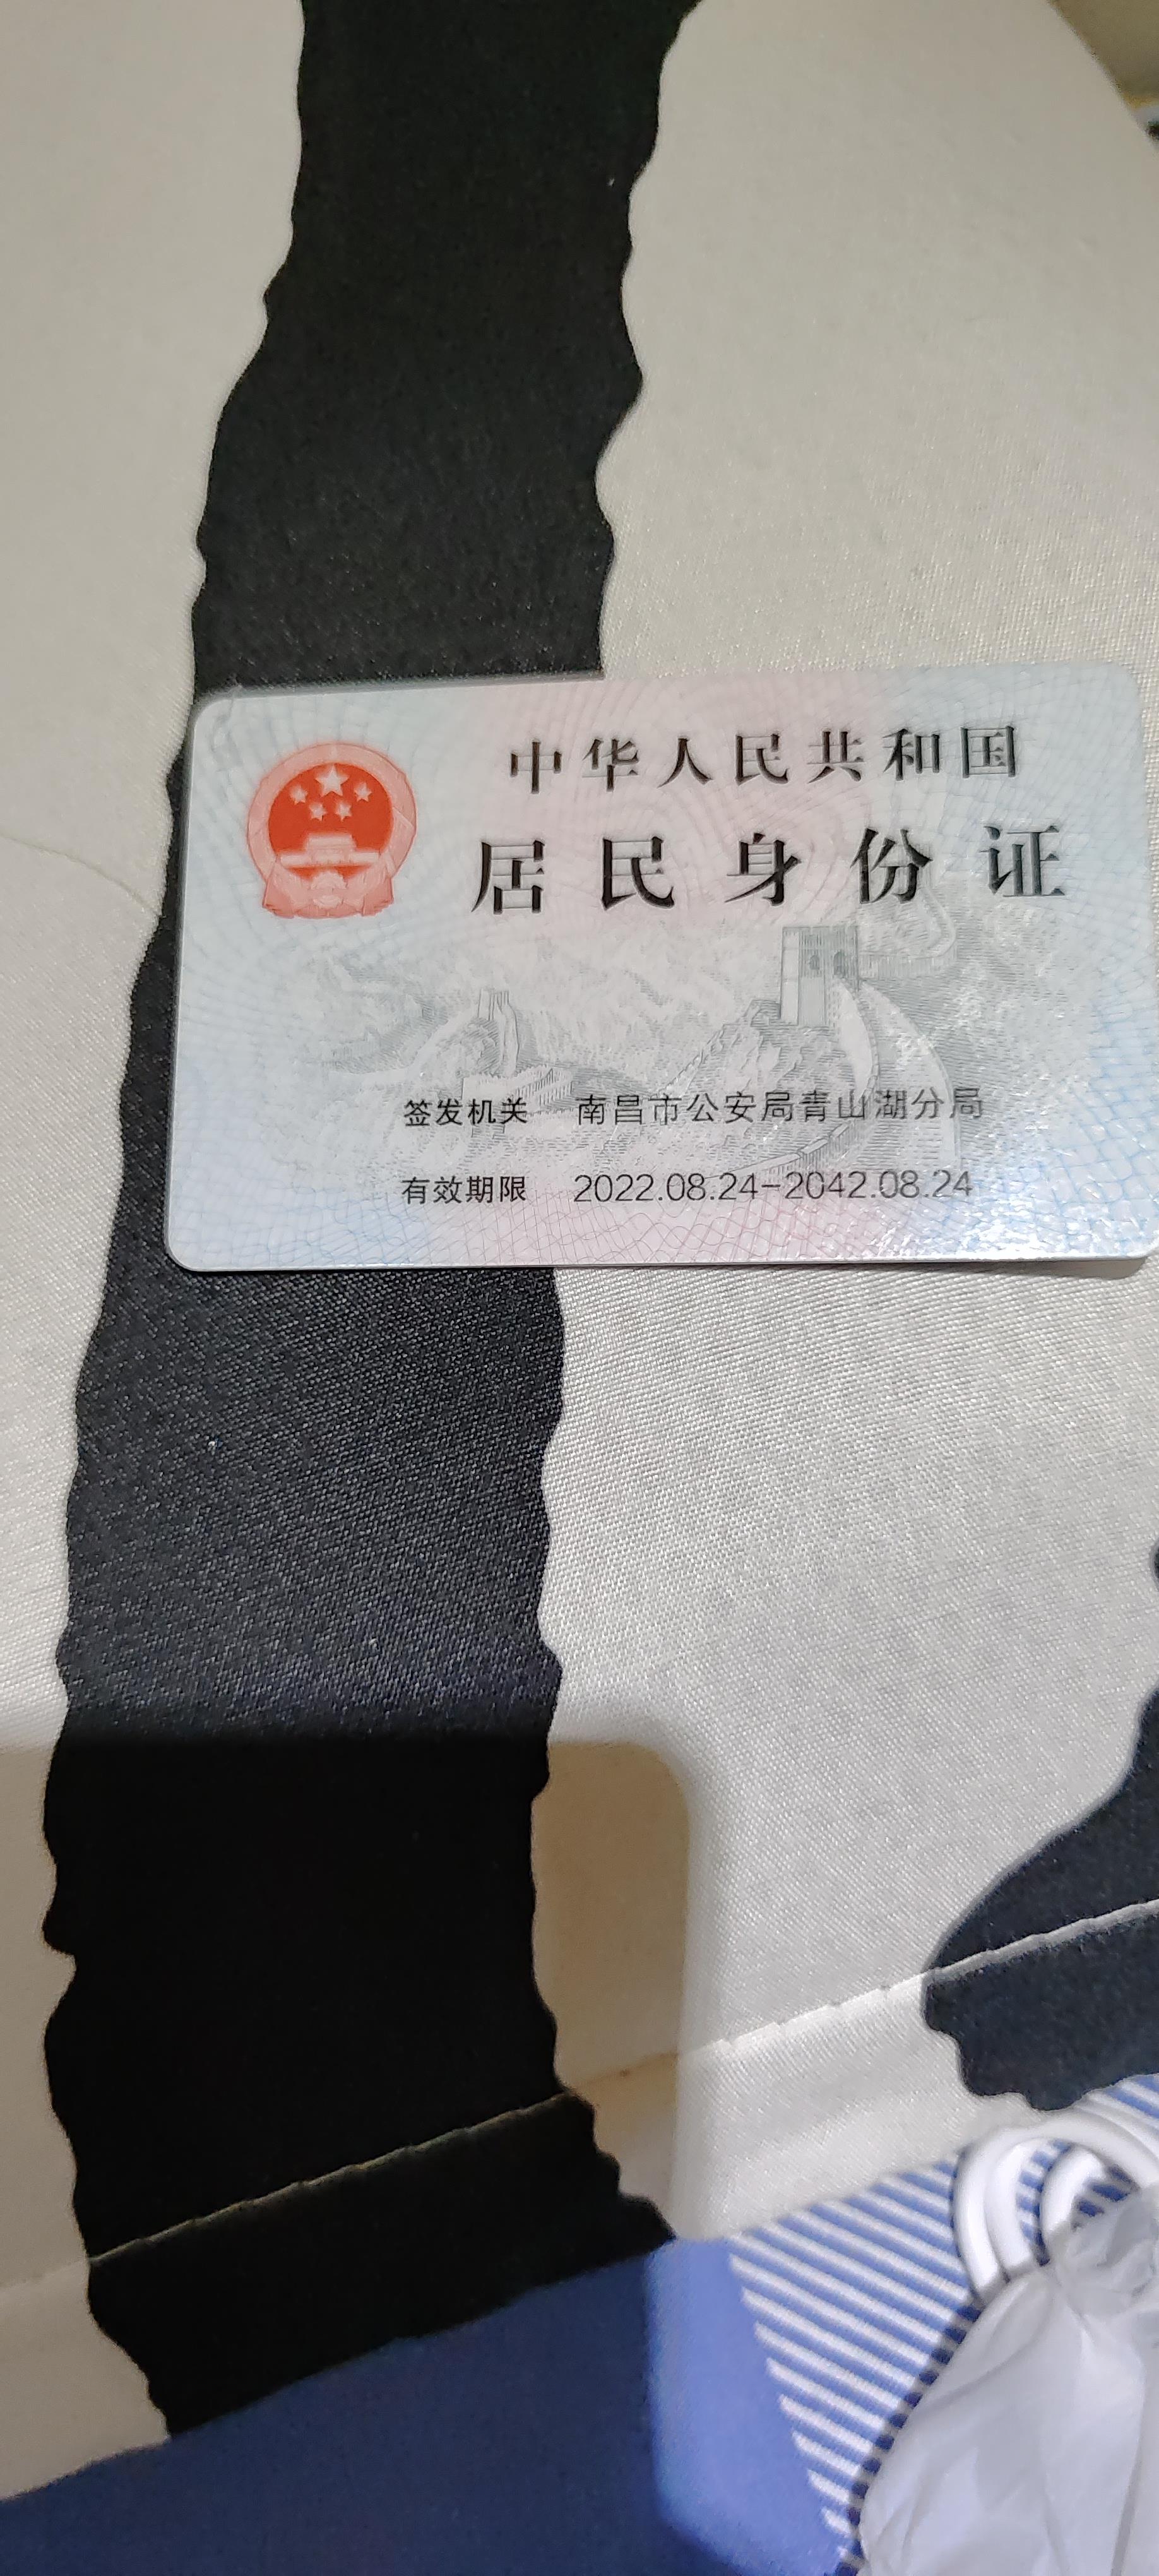 中华人民共和国
居民身份证
签发机关 南昌市公安局青山湖分局
有效期限 2022.08.24-2042.08.24